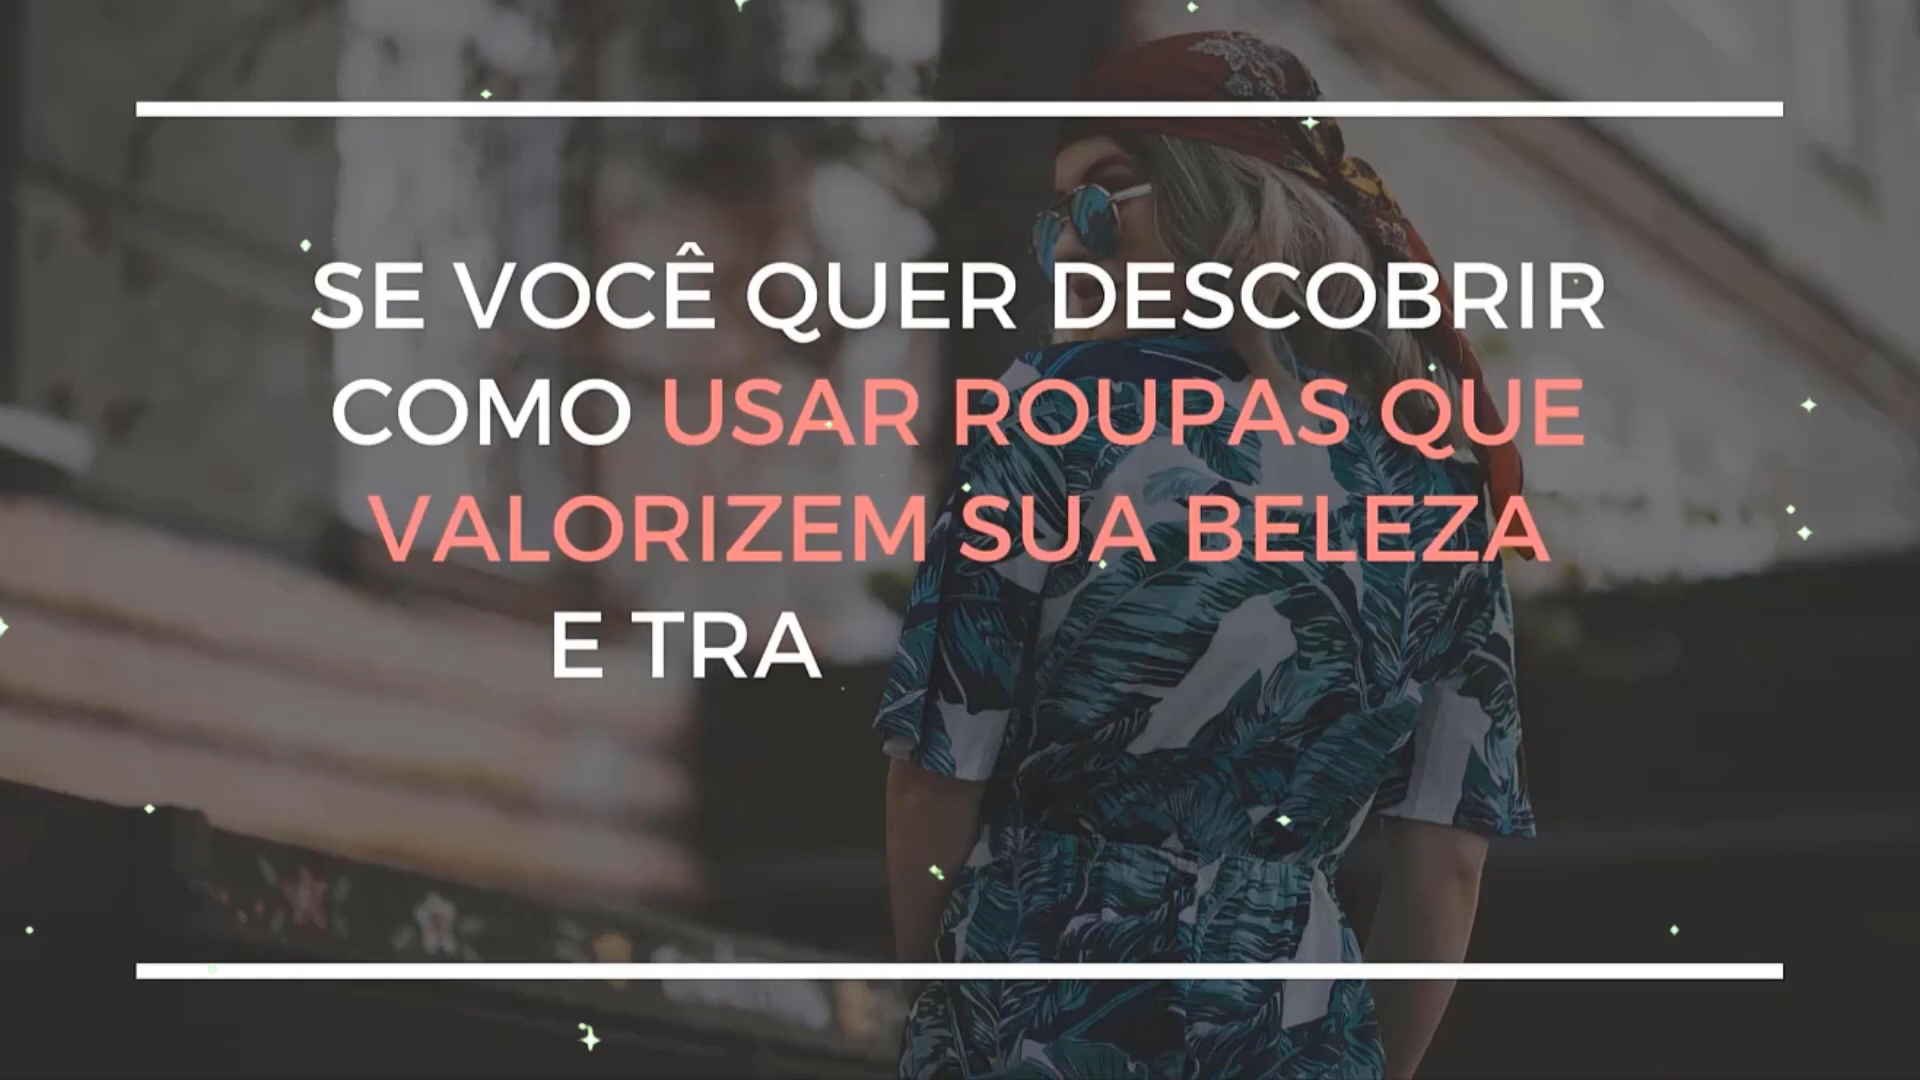 SE VOCÊ QUER DESCOBRIR
COMO USAR ROUPAS QUE
VALORIZEM SUA BELEZA
E TRA